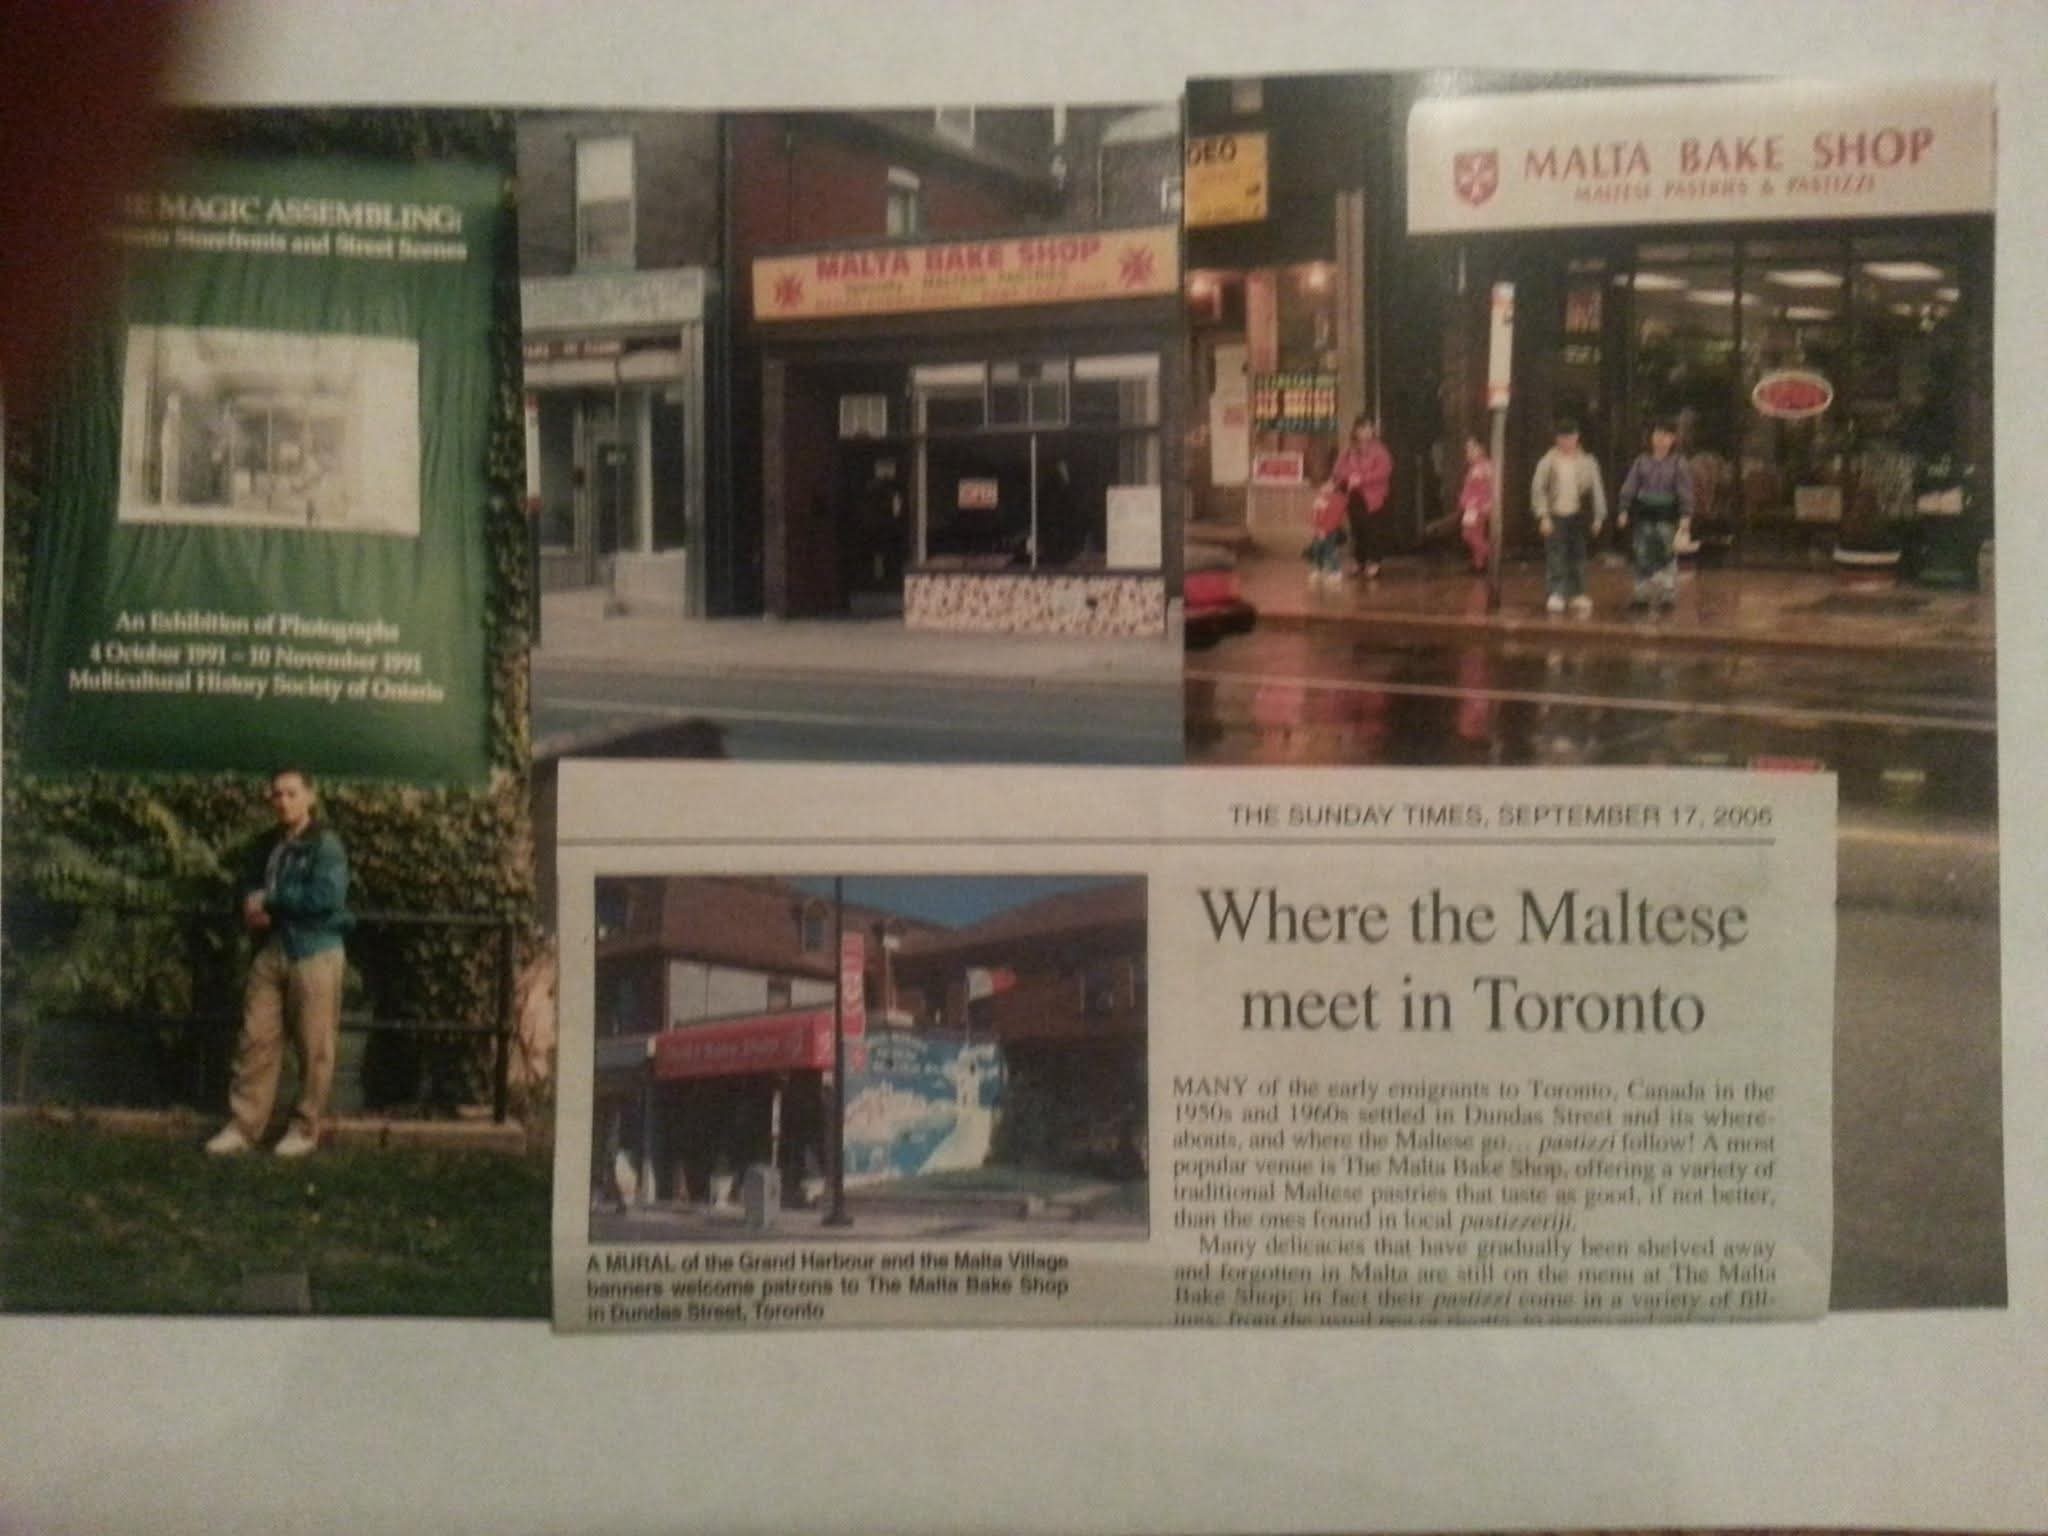 MAGIC ASSEMBLING:
Storefronts and Street Scenes
An Exhibition of Photographs
4 October 1991 – 10 November 1991
Multicultural History Society of Ontario
MALTA BAKE SHOP
OPEN
MALTA BAKE SHOP
MALTESE PASTRIES & PASTIZZI
THE SUNDAY TIMES, SEPTEMBER 17, 2006
Where the Maltese
meet in Toronto
MANY of the early emigrants to Toronto, Canada in the
1950s and 1960s settled in Dundas Street and its where-
abouts, and where the Maltese go... pastizzi follow! A most
popular venue is The Malta Bake Shop, offering a variety of
traditional Maltese pastries that taste as good, if not better,
than the ones found in local pastizzeriji.
Many delicacies that have gradually been shelved away
and forgotten in Malta are still on the menu at The Malta
Bake Shop; in fact their pastizzi come in a variety of fill-
ings: from the usual pea or
A MURAL of the Grand Harbour and the Malta Village
banners welcome patrons to The Malta Bake Shop
in Dundas Street, Toronto